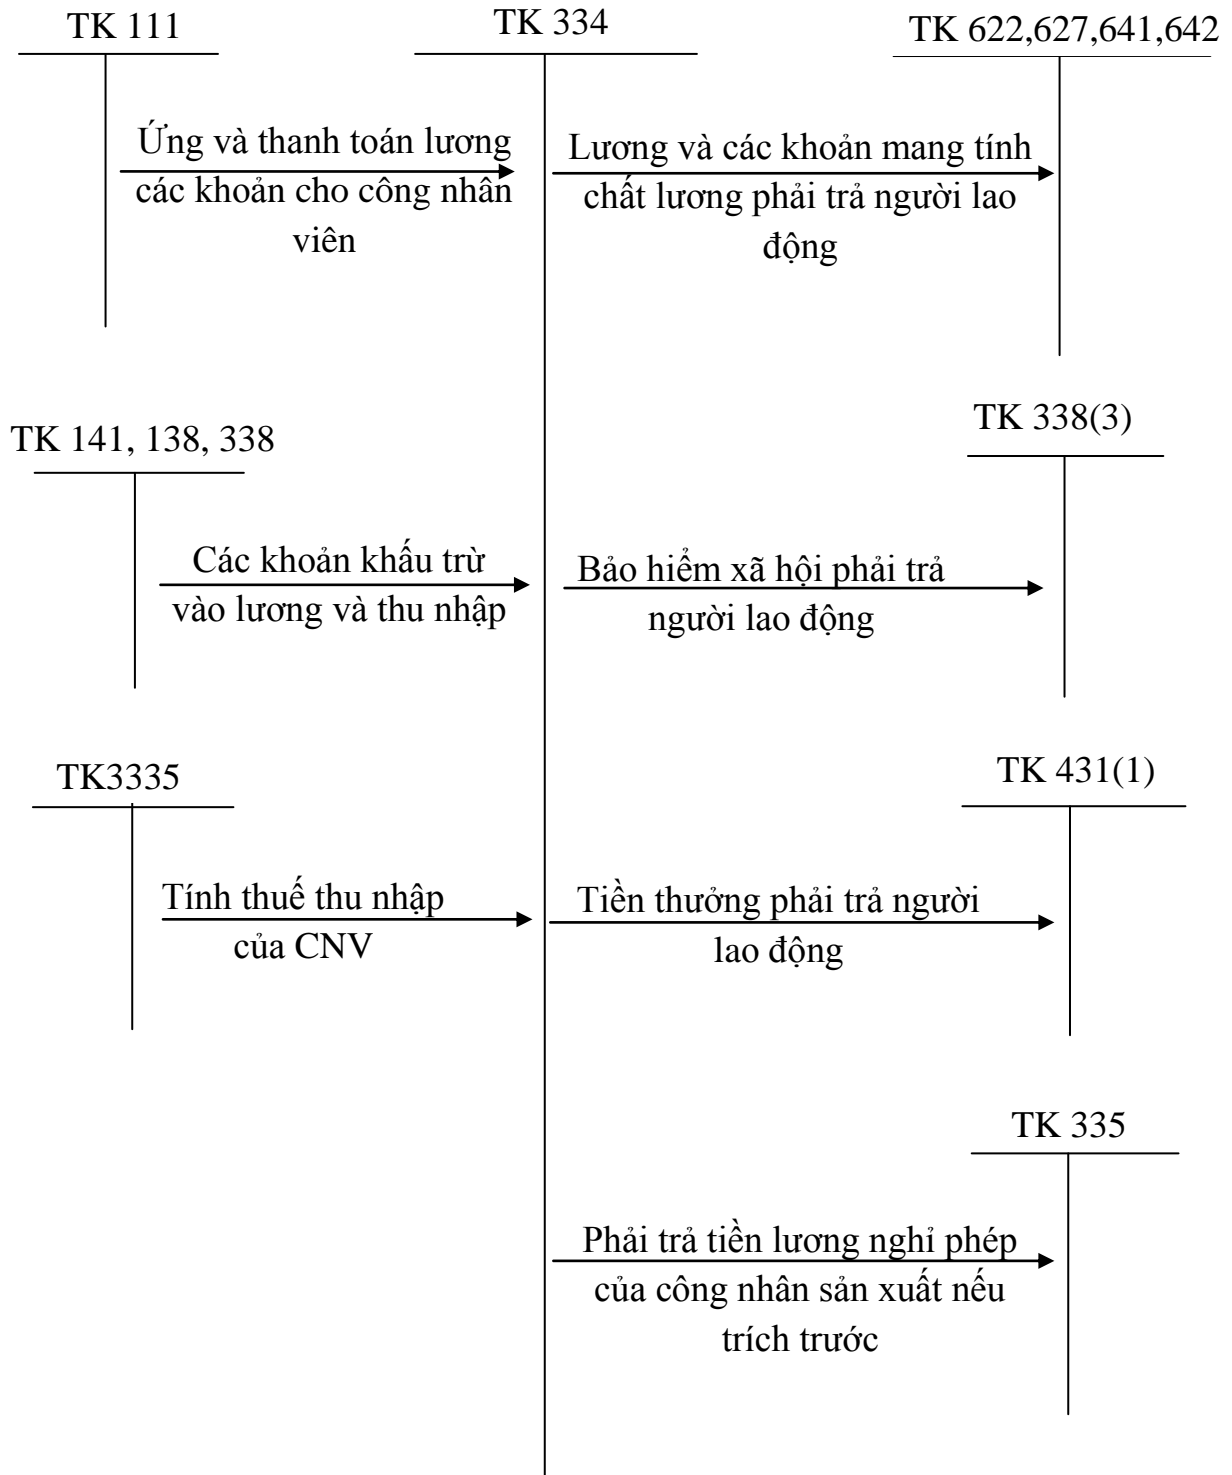 TK 111
TK 334
TK 622,627,641,642
Ứng và thanh toán lương
các khoản cho công nhân
viên
Lương và các khoản mang tính
chất lương phải trả người lao
động
TK 141, 138, 338
TK 338(3)
Các khoản khấu trừ
vào lương và thu nhập
Bảo hiểm xã hội phải trả
người lao động
TK3335
TK 431(1)
Tính thuế thu nhập
của CNV
Tiền thưởng phải trả người
lao động
TK 335
Phải trả tiền lương nghỉ phép
của công nhân sản xuất nếu
trích trước